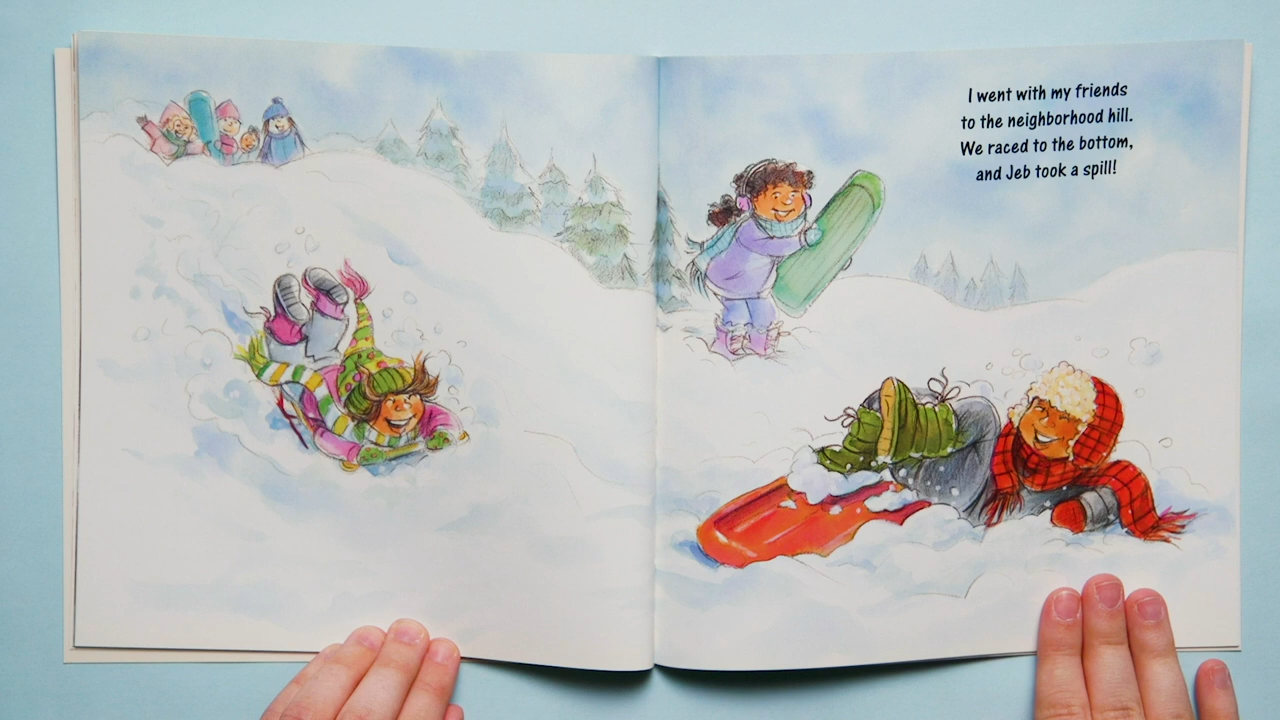 I went with my friends
to the neighborhood hill.
We raced to the bottom,
and Jeb took a spill!